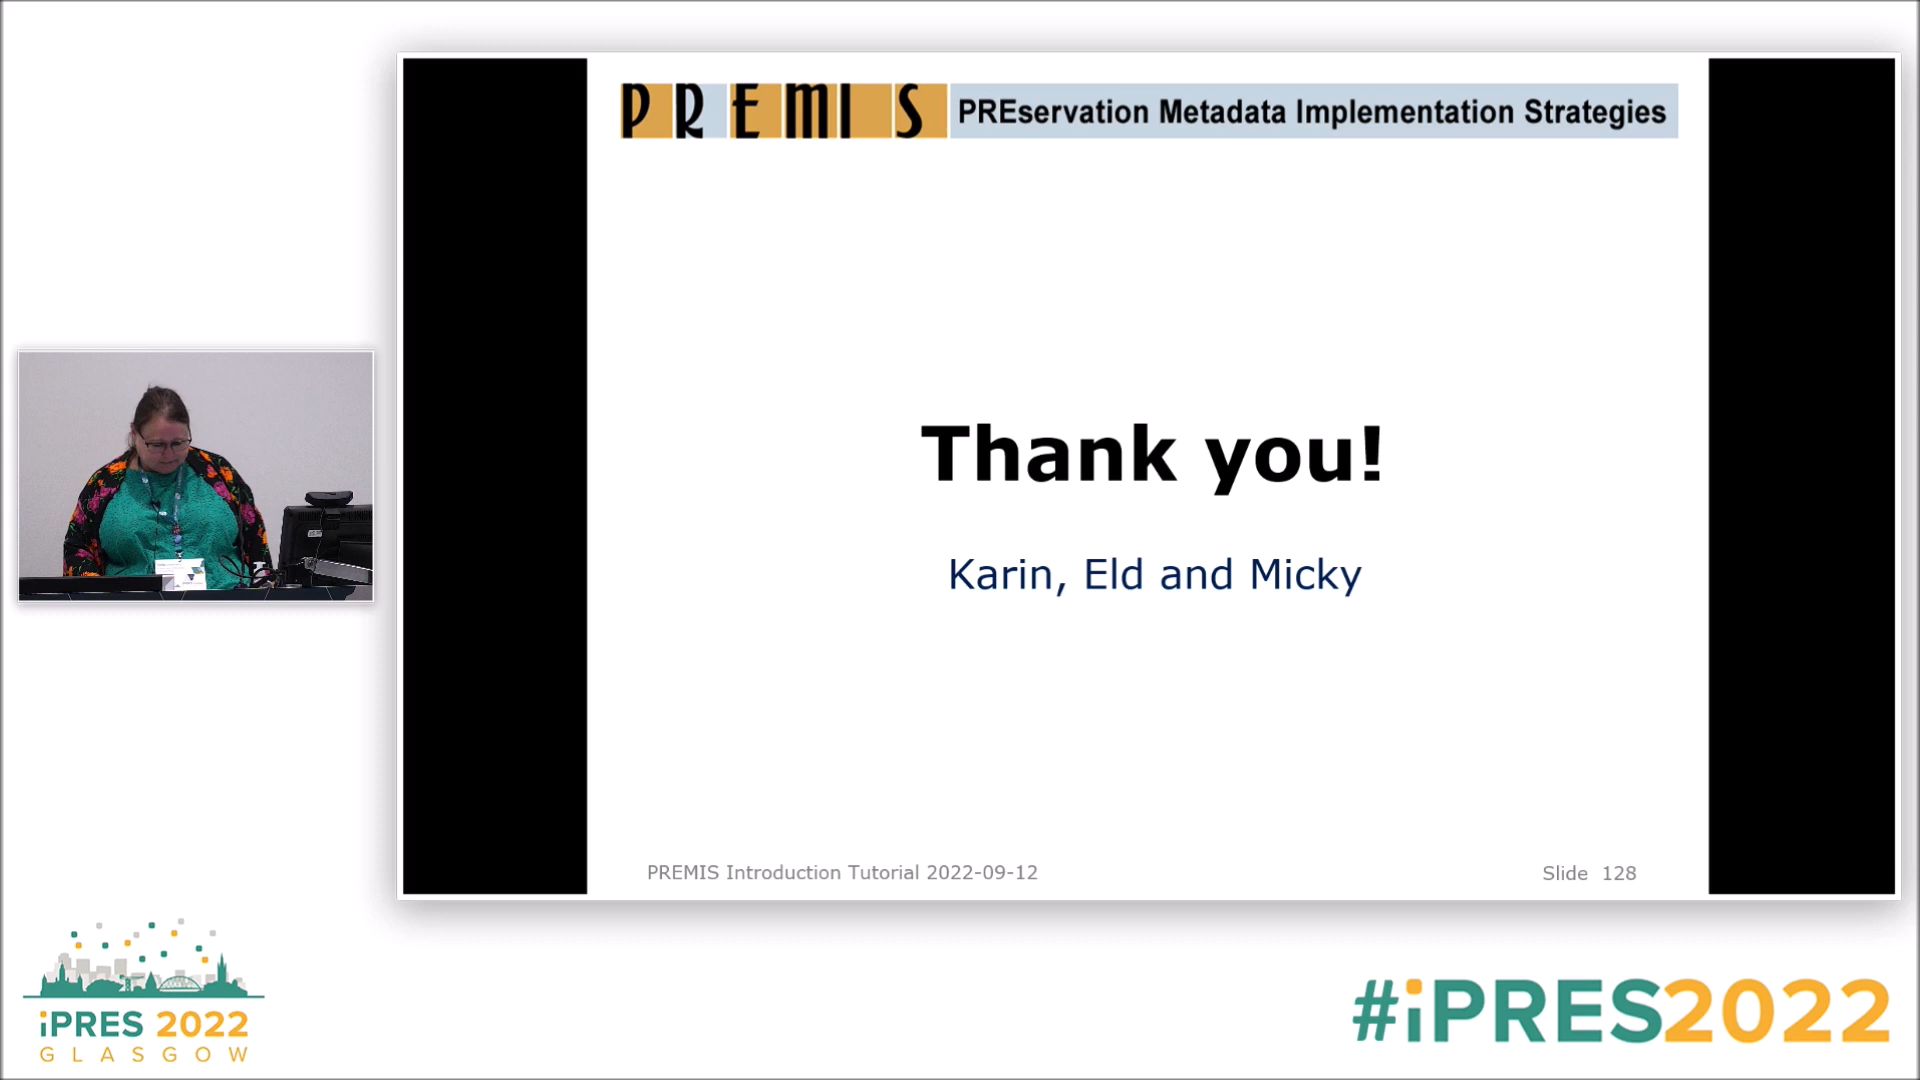 PREMIS PREservation Metadata Implementation Strategies
Thank you!
Karin, Eld and Micky
PREMIS Introduction Tutorial 2022-09-12
Slide 128
iPRES 2022
GLASGOW
#iPRES2022